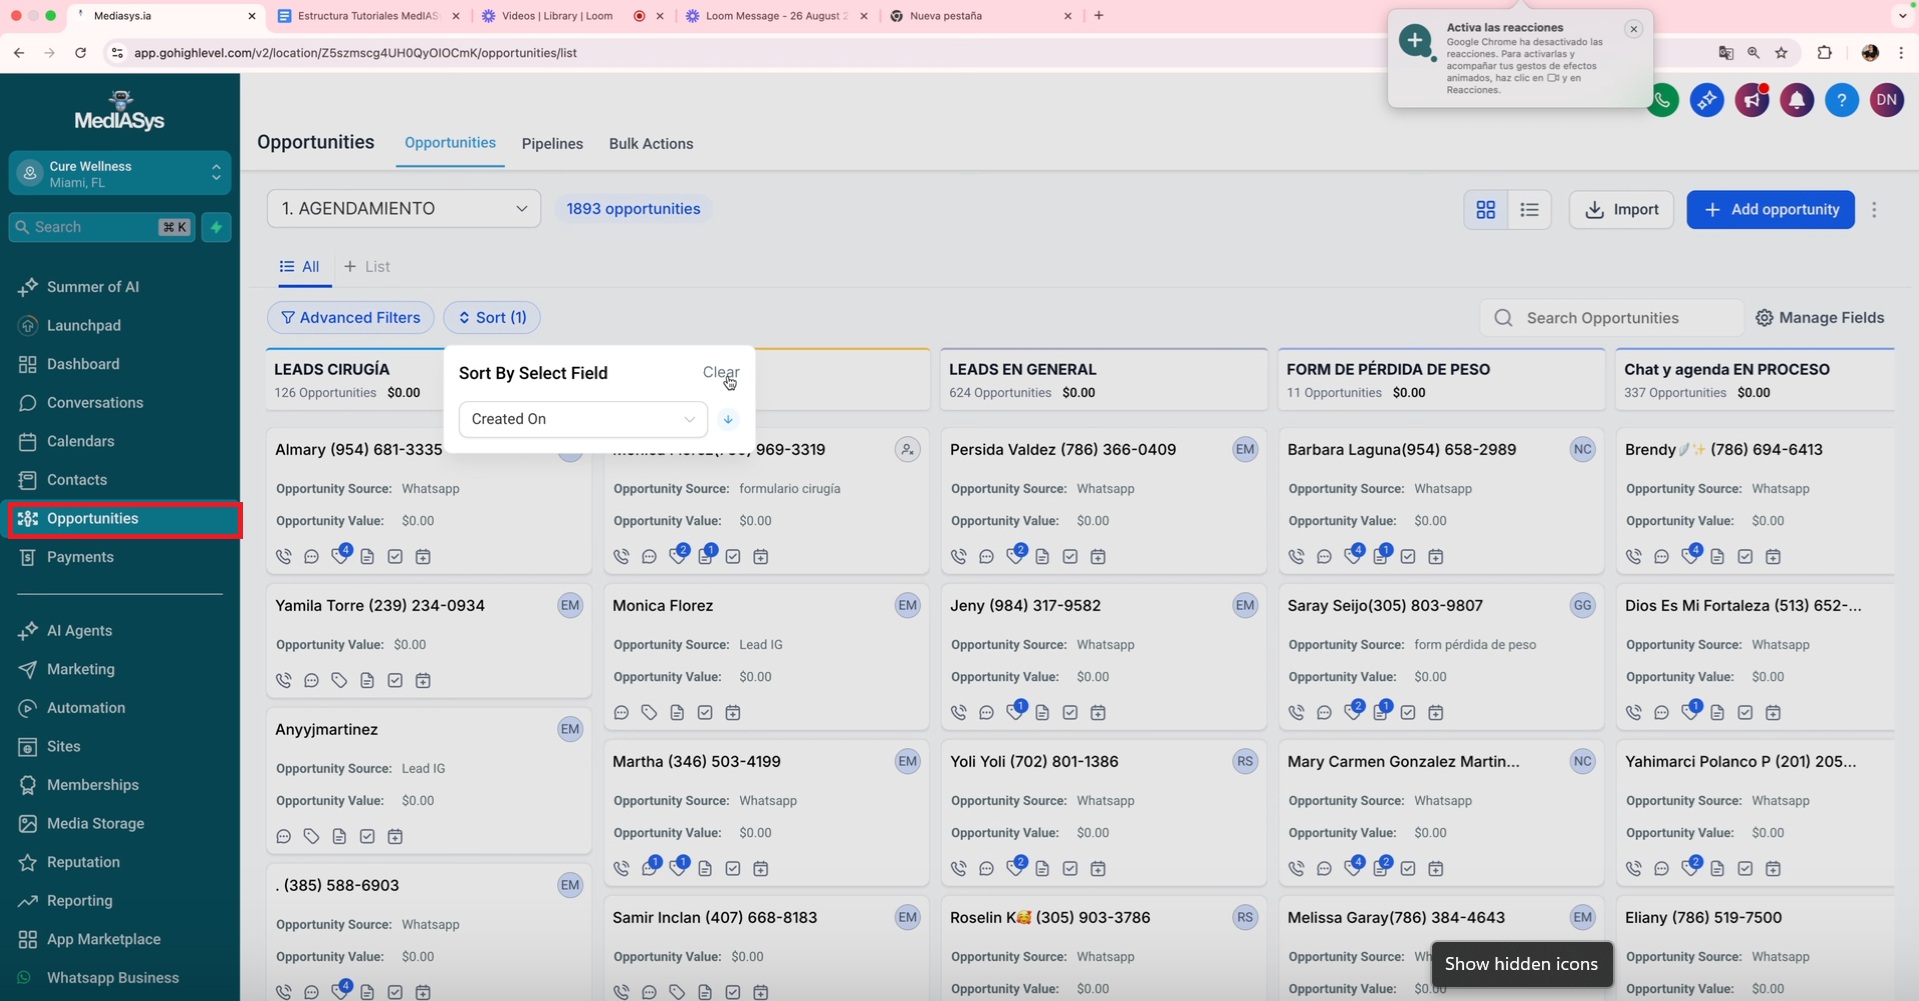 Mediasys.ia
Estructura Tutoriales MedIAS
Videos | Library | Loom
Loom Message - 26 August 2
Nueva pestaña
app.gohighlevel.com/v2/location/Z5szmscg4UH0QyOIOCmK/opportunities/list
Activa las reacciones
Google Chrome ha desactivado las
reacciones. Para activarlas y
acompañar tus gestos de efectos
animados, haz clic en y en
Reacciones.
MedIASys
Cure Wellness
Miami, FL
Search ⌘ K
Summer of AI
Launchpad
Dashboard
Conversations
Calendars
Contacts
Opportunities
Payments
AI Agents
Marketing
Automation
Sites
Memberships
Media Storage
Reputation
Reporting
App Marketplace
Whatsapp Business
DN
Opportunities
Opportunities
Pipelines
Bulk Actions
1. AGENDAMIENTO
1893 opportunities
Import
+ Add opportunity
All
+ List
Advanced Filters
Sort (1)
Search Opportunities
Manage Fields
Sort By Select Field
Clear
Created On
LEADS CIRUGÍA
126 Opportunities $0.00
Almary (954) 681-3335
Opportunity Source: Whatsapp
Opportunity Value: $0.00
4
Yamila Torre (239) 234-0934
EM
Opportunity Value: $0.00
Anyyjmartinez
EM
Opportunity Source: Lead IG
Opportunity Value: $0.00
. (385) 588-6903
EM
Opportunity Source: Whatsapp
Opportunity Value: $0.00
4
969-3319
Opportunity Source: formulario cirugía
Opportunity Value: $0.00
2 1
Monica Florez
EM
Opportunity Source: Lead IG
Opportunity Value: $0.00
Martha (346) 503-4199
EM
Opportunity Source: Whatsapp
Opportunity Value: $0.00
1 1
Samir Inclan (407) 668-8183
EM
Opportunity Value: $0.00
LEADS EN GENERAL
624 Opportunities $0.00
Persida Valdez (786) 366-0409
EM
Opportunity Source: Whatsapp
Opportunity Value: $0.00
2
Jeny (984) 317-9582
EM
Opportunity Source: Whatsapp
Opportunity Value: $0.00
1
Yoli Yoli (702) 801-1386
RS
Opportunity Source: Whatsapp
Opportunity Value: $0.00
2
Roselin K🥰 (305) 903-3786
RS
Opportunity Source: Whatsapp
Opportunity Value: $0.00
FORM DE PÉRDIDA DE PESO
11 Opportunities $0.00
Barbara Laguna(954) 658-2989
NC
Opportunity Source: Whatsapp
Opportunity Value: $0.00
4 1
Saray Seijo(305) 803-9807
GG
Opportunity Source: form pérdida de peso
Opportunity Value: $0.00
2 1
Mary Carmen Gonzalez Martin...
NC
Opportunity Source: Whatsapp
Opportunity Value: $0.00
4 2
Melissa Garay(786) 384-4643
EM
Opportunity Source: Wh
Opportunity Value: $0.00
Chat y agenda EN PROCESO
337 Opportunities $0.00
Brendy🪽✨ (786) 694-6413
Opportunity Source: Whatsapp
Opportunity Value: $0.00
4
Dios Es Mi Fortaleza (513) 652-...
Opportunity Source: Whatsapp
Opportunity Value: $0.00
1
Yahimarci Polanco P (201) 205...
Opportunity Source: Whatsapp
Opportunity Value: $0.00
2
Eliany (786) 519-7500
Opportunity Source: Whatsapp
Opportunity Value: $0.00
Show hidden icons